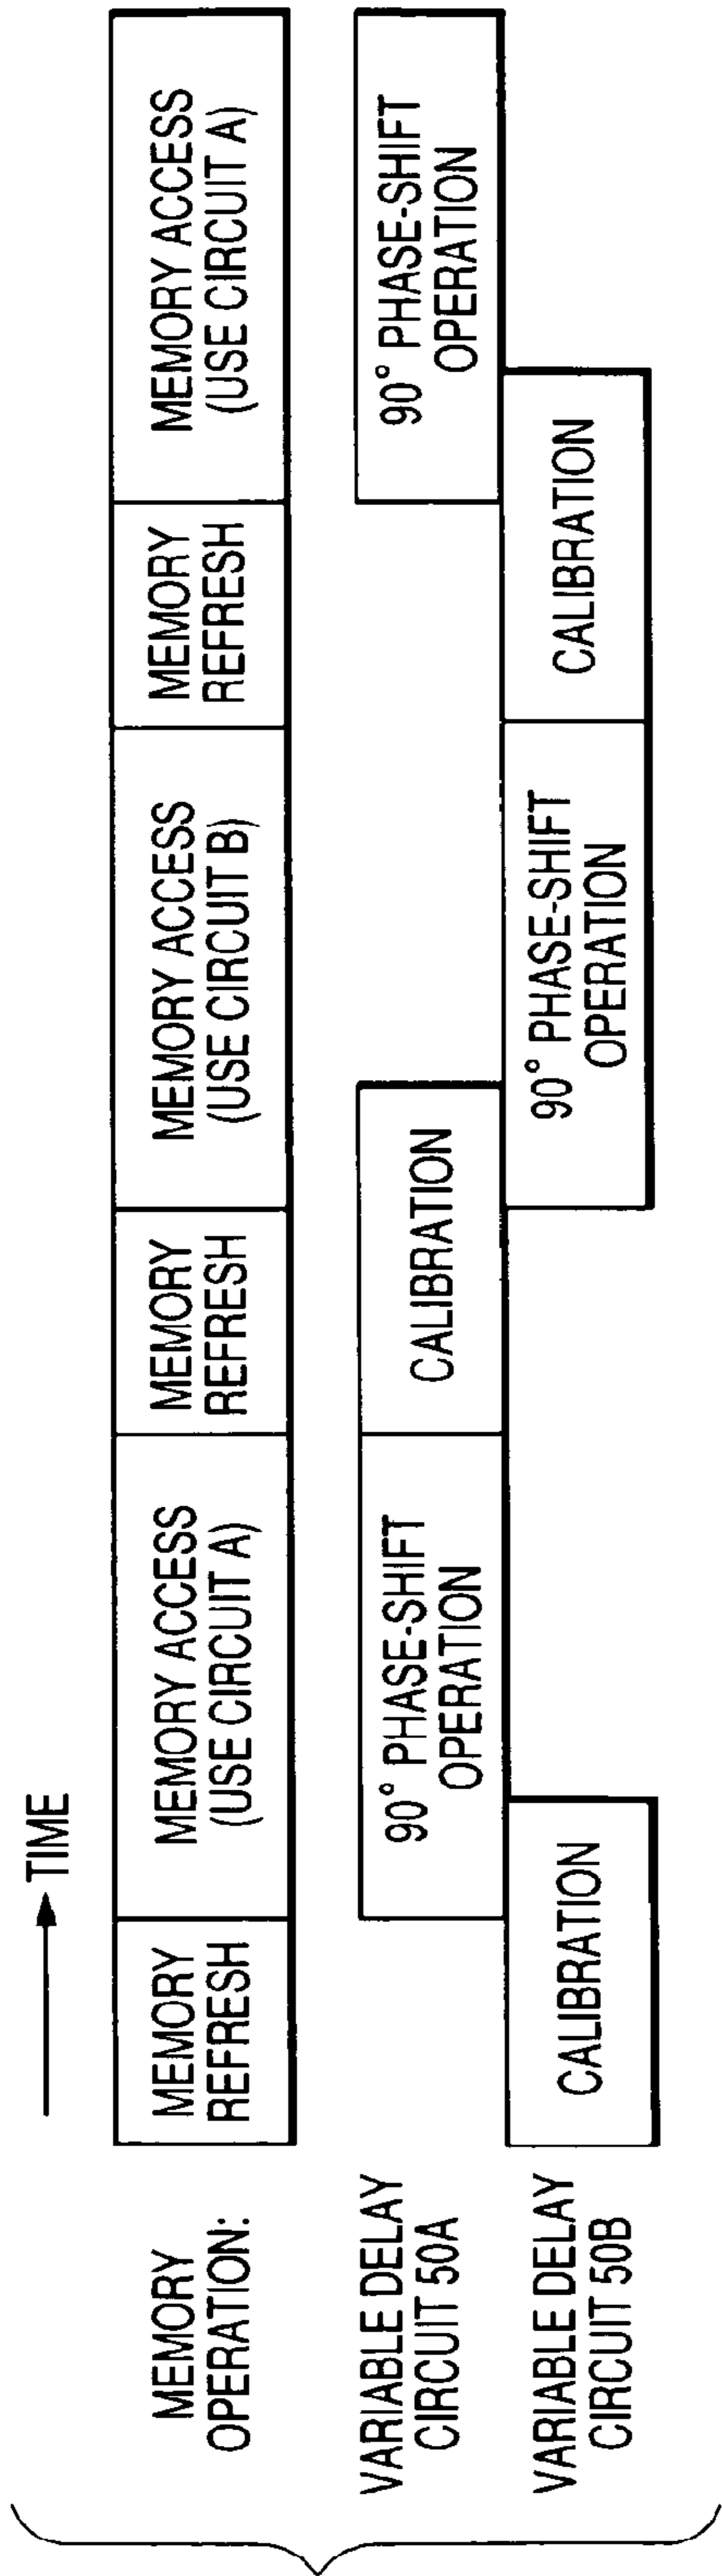 TIME
MEMORY
OPERATION:
MEMORY
REFRESH
MEMORY ACCESS
(USE CIRCUIT A)
MEMORY
REFRESH
MEMORY ACCESS
(USE CIRCUIT B)
MEMORY
REFRESH
MEMORY ACCESS
(USE CIRCUIT A)
VARIABLE DELAY
CIRCUIT 50A
90° PHASE-SHIFT
OPERATION
CALIBRATION
90° PHASE-SHIFT
OPERATION
VARIABLE DELAY
CIRCUIT 50B
CALIBRATION
90° PHASE-SHIFT
OPERATION
CALIBRATION